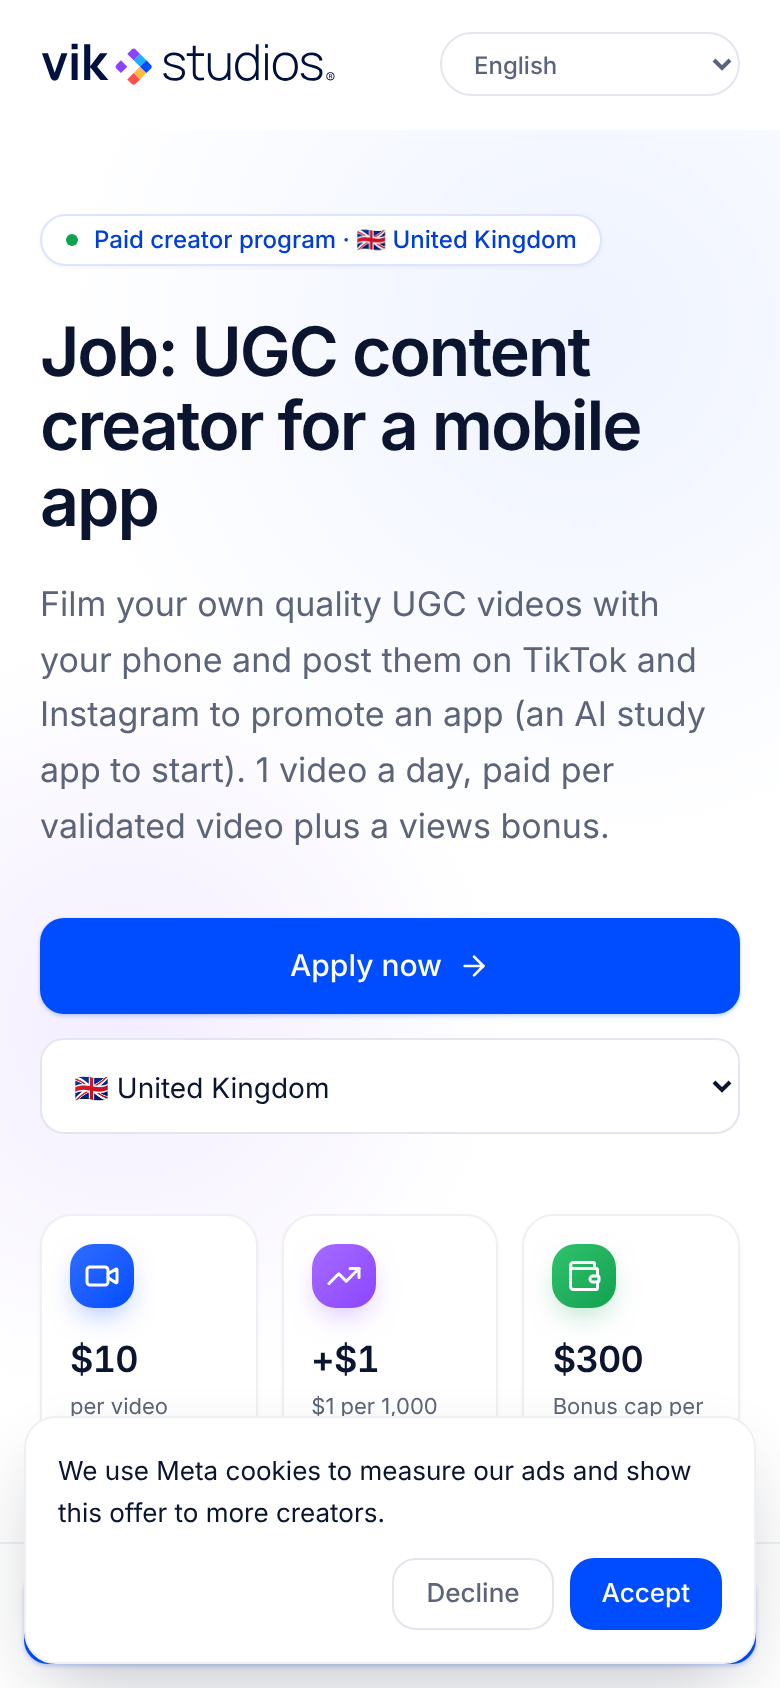 vik studios®
English
Paid creator program · 🇬🇧 United Kingdom
Job: UGC content
creator for a mobile
app
Film your own quality UGC videos with
your phone and post them on TikTok and
Instagram to promote an app (an AI study
app to start). 1 video a day, paid per
validated video plus a views bonus.
Apply now →
🇬🇧 United Kingdom
$10
per video
+$1
$1 per 1,000
$300
Bonus cap per
We use Meta cookies to measure our ads and show
this offer to more creators.
Decline
Accept